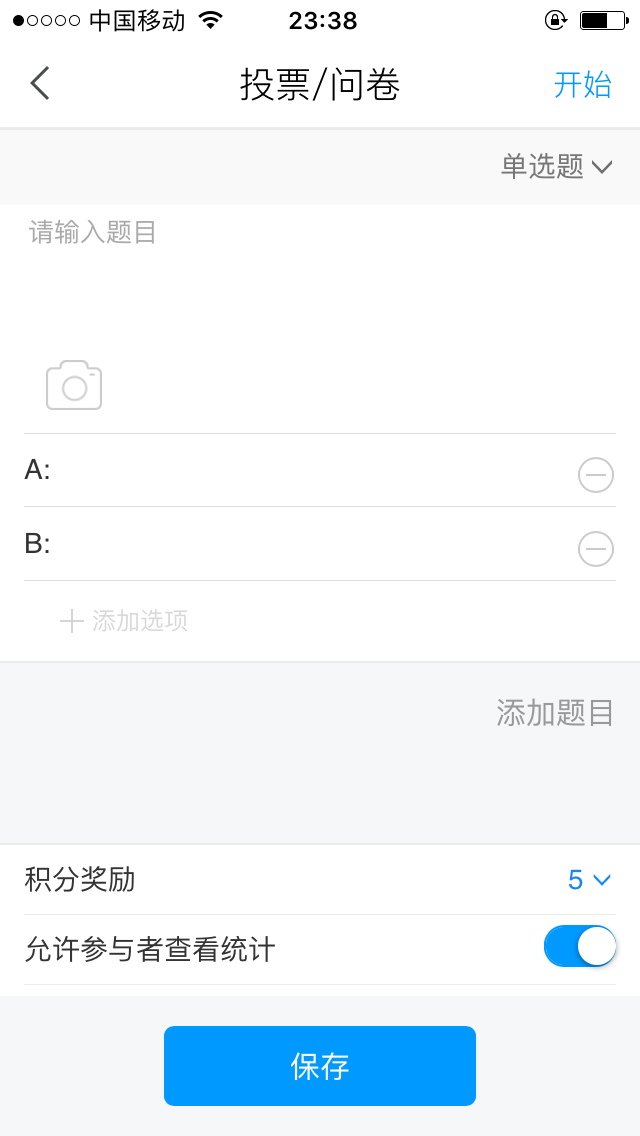 中国移动 23:38
投票/问卷 开始
单选题
请输入题目
A:
B:
添加选项
添加题目
积分奖励 5
允许参与者查看统计
保存